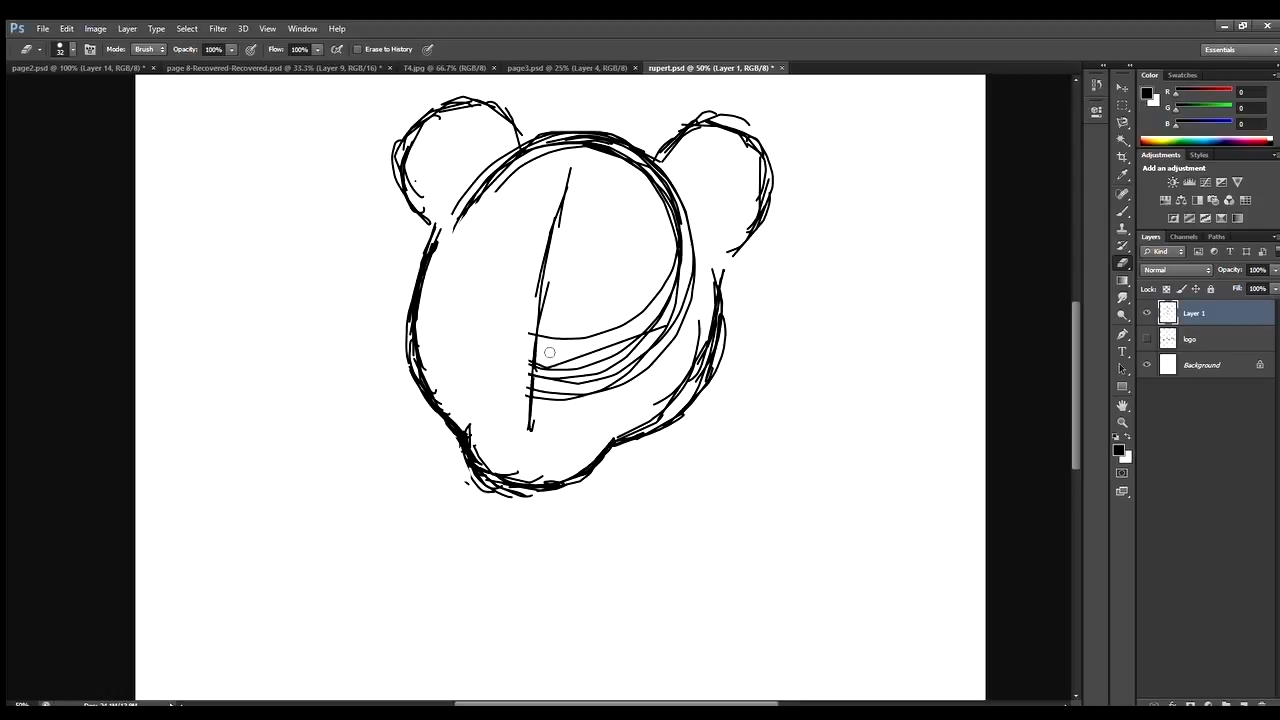 Ps File Edit Image Layer Type Select Filter 3D View Window Help
32 Mode: Brush Opacity: 100% Flow: 100% Erase to History Essentials
page2.psd @ 100% (Layer 14, RGB/8) * × page 8-Recovered-Recovered.psd @ 33.3% (Layer 9, RGB/16) * × T4.jpg @ 66.7% (RGB/8) × page3.psd @ 25% (Layer 4, RGB/8) × rupert.psd @ 50% (Layer 1, RGB/8) * ×
Color Swatches
R 0
G 0
B 0
Adjustments Styles
Add an adjustment
Layers Channels Paths
Kind
Normal Opacity: 100%
Lock: Fill: 100%
Layer 1
logo
Background
50%